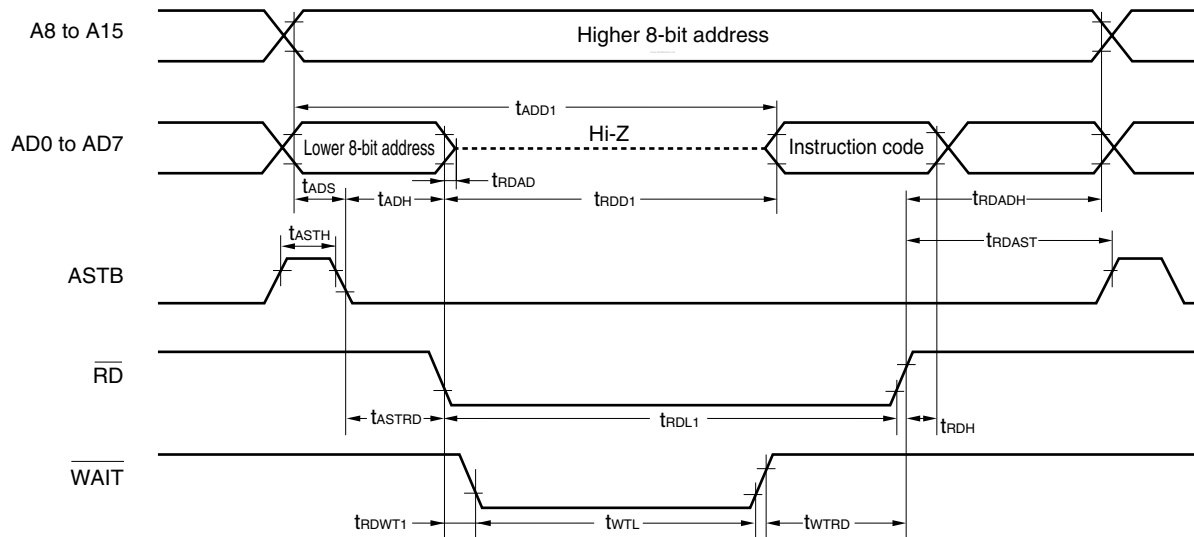 A8 to A15
Higher 8-bit address
tADD1
AD0 to AD7
Lower 8-bit address
Hi-Z
Instruction code
tRDAD
tADS
tADH
tRDD1
tRDADH
tASTH
tRDAST
ASTB
RD
tASTRD
tRDL1
tRDH
WAIT
tRDWT1
tWTL
tWTRD